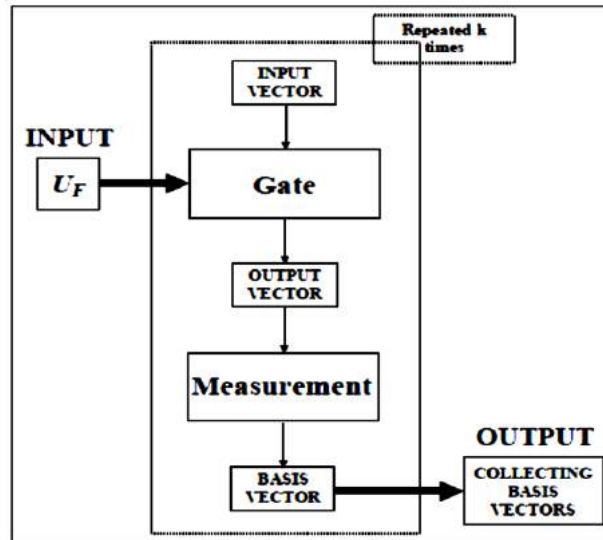 Repeated k
times
INPUT
VECTOR
INPUT
U_F
Gate
OUTPUT
VECTOR
Measurement
OUTPUT
BASIS
VECTOR
COLLECTING
BASIS
VECTORS